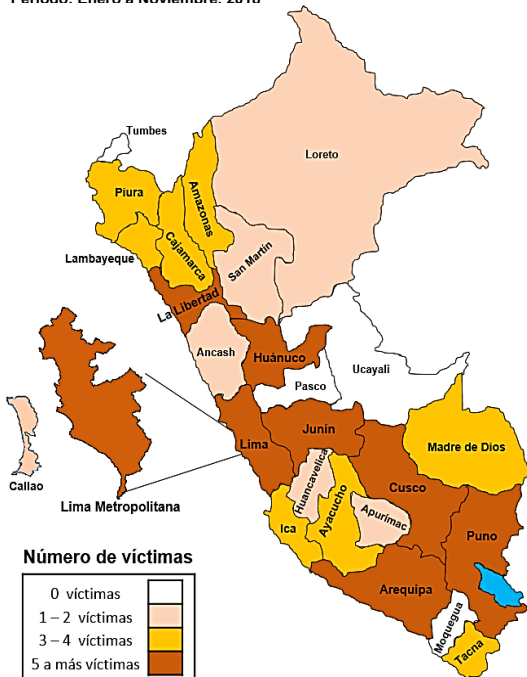 Período: Enero a Noviembre, 2018
Tumbes
Loreto
Piura
Amazonas
Cajamarca
San Martín
Lambayeque
La Libertad
Ancash
Huánuco
Ucayali
Pasco
Junín
Lima
Madre de Dios
Callao
Lima Metropolitana
Huancavelica
Cusco
Ica
Ayacucho
Apurímac
Puno
Arequipa
Moquegua
Tacna
Número de víctimas
0 víctimas
1 – 2 víctimas
3 – 4 víctimas
5 a más víctimas